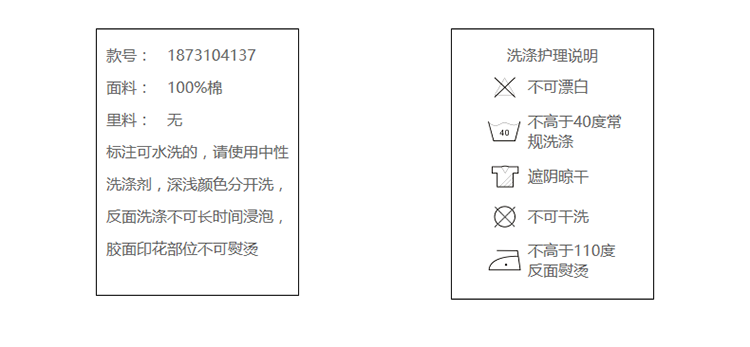 款号： 1873104137
面料： 100%棉
里料： 无
标注可水洗的，请使用中性
洗涤剂，深浅颜色分开洗，
反面洗涤不可长时间浸泡，
胶面印花部位不可熨烫
洗涤护理说明
不可漂白
40
不高于40度常
规洗涤
遮阴晾干
不可干洗
不高于110度
反面熨烫